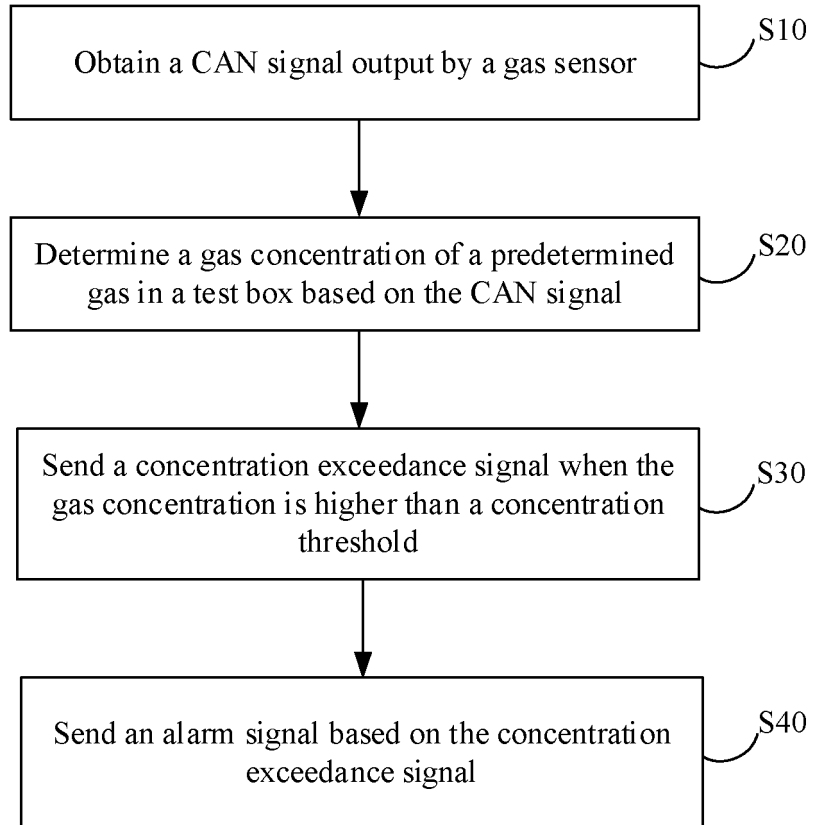 Obtain a CAN signal output by a gas sensor
S10
Determine a gas concentration of a predetermined
gas in a test box based on the CAN signal
S20
Send a concentration exceedance signal when the
gas concentration is higher than a concentration
threshold
S30
Send an alarm signal based on the concentration
exceedance signal
S40